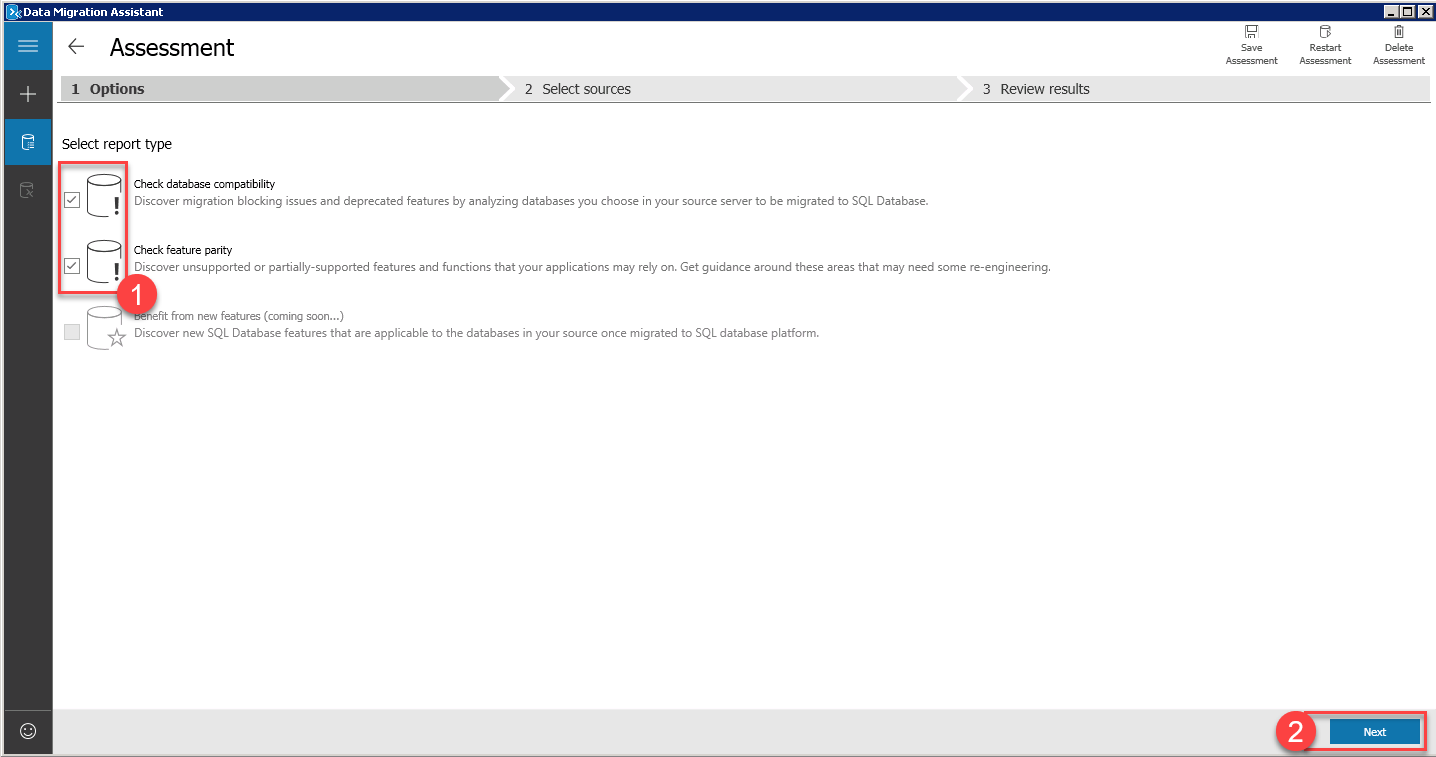 Data Migration Assistant
Assessment
Save
Assessment
Restart
Assessment
Delete
Assessment
1 Options
2 Select sources
3 Review results
Select report type
Check database compatibility
Discover migration blocking issues and deprecated features by analyzing databases you choose in your source server to be migrated to SQL Database.
Check feature parity
Discover unsupported or partially-supported features and functions that your applications may rely on. Get guidance around these areas that may need some re-engineering.
1
Benefit from new features (coming soon...)
Discover new SQL Database features that are applicable to the databases in your source once migrated to SQL database platform.
2
Next